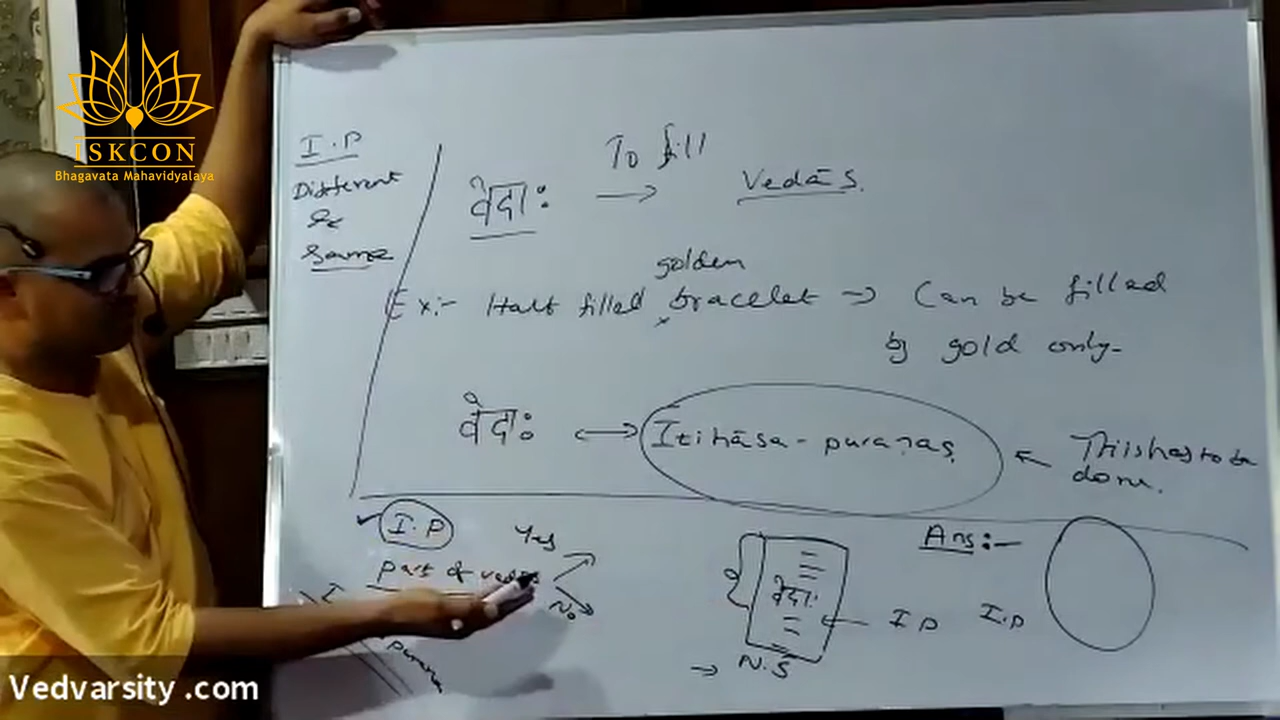 ISKCON
Bhagavata Mahavidyalaya
I.P
Different
&
Same
वेदाः → To fill Vedās.
golden
Ex:- Half filled bracelet → Can be filled
by gold only-
वेदाः ↔ Itihāsa - purāṇas.
← This has to be
done.
I.P
part of vedas
Yes
No
I
Purana
वेदाः
I.P
I.P
→ N.S
Ans:-
Vedvarsity.com